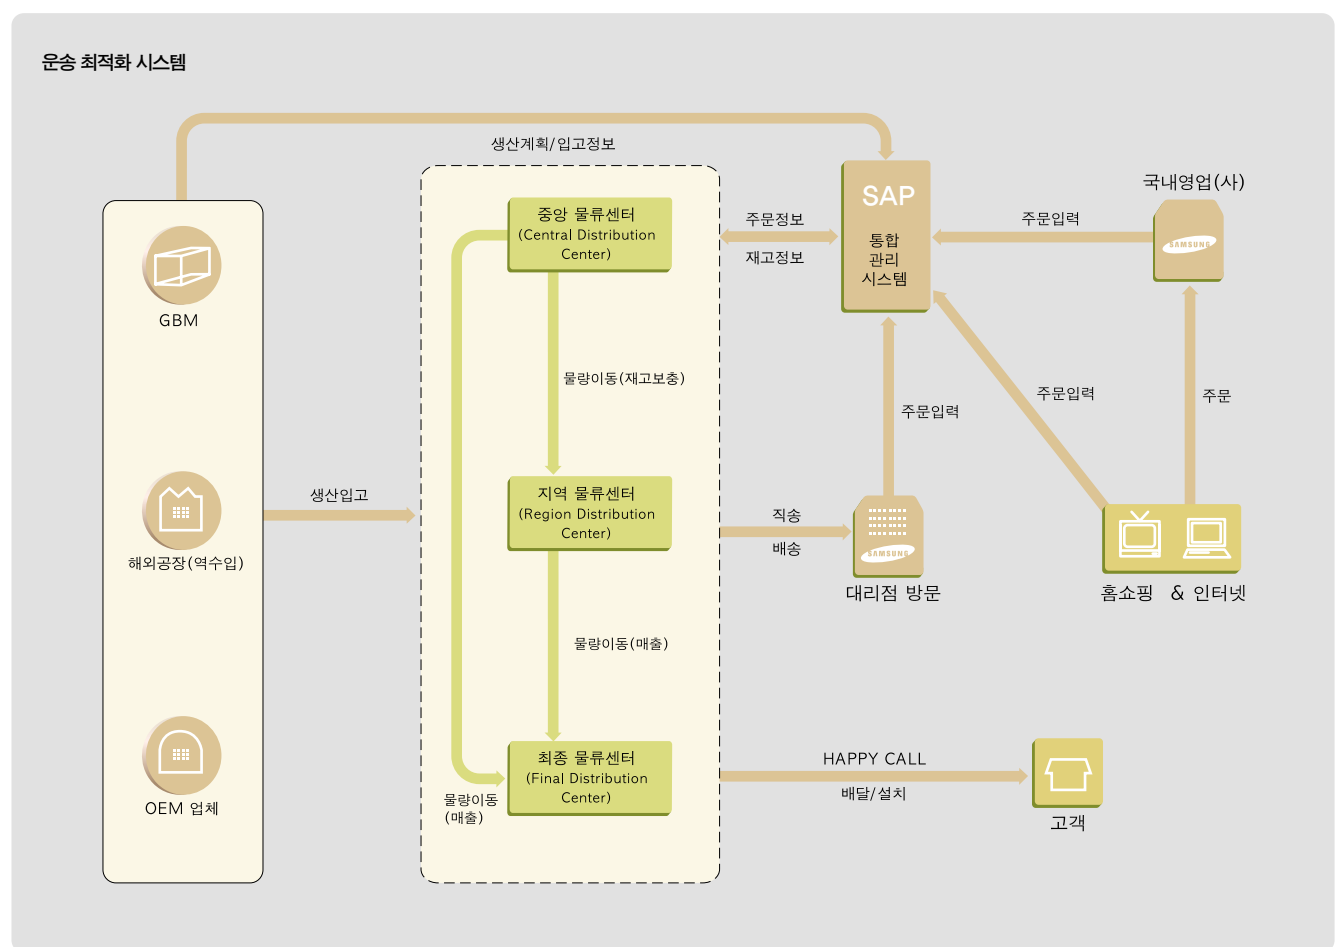 운송 최적화 시스템
생산계획/입고정보
GBM
해외공장(역수입)
OEM 업체
생산입고
중앙 물류센터
(Central Distribution
Center)
물량이동(재고보충)
지역 물류센터
(Region Distribution
Center)
물량이동(매출)
최종 물류센터
(Final Distribution
Center)
물량이동
(매출)
주문정보
재고정보
SAP
통합
관리
시스템
주문입력
국내영업(사)
SAMSUNG
주문입력
주문입력
주문
직송
배송
SAMSUNG
대리점 방문
홈쇼핑 & 인터넷
HAPPY CALL
배달/설치
고객